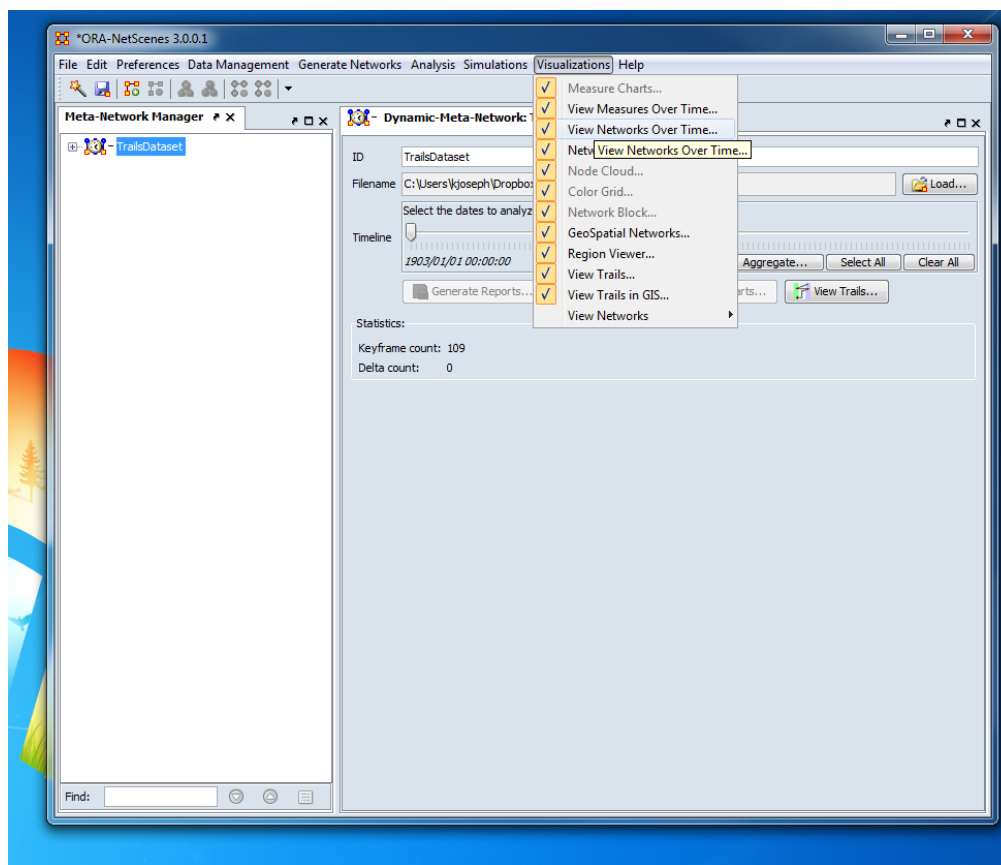 *ORA-NetScenes 3.0.0.1
File Edit Preferences Data Management Generate Networks Analysis Simulations Visualizations Help
Meta-Network Manager
TrailsDataset
Find:
Dynamic-Meta-Network:
ID TrailsDataset
Filename C:\Users\kjoseph\Dropbox Load...
Select the dates to analyz
Timeline
1903/01/01 00:00:00 Aggregate... Select All Clear All
Generate Reports... View Trails...
Statistics:
Keyframe count: 109
Delta count: 0
Measure Charts...
View Measures Over Time...
View Networks Over Time...
View Networks Over Time...
Node Cloud...
Color Grid...
Network Block...
GeoSpatial Networks...
Region Viewer...
View Trails...
View Trails in GIS...
View Networks